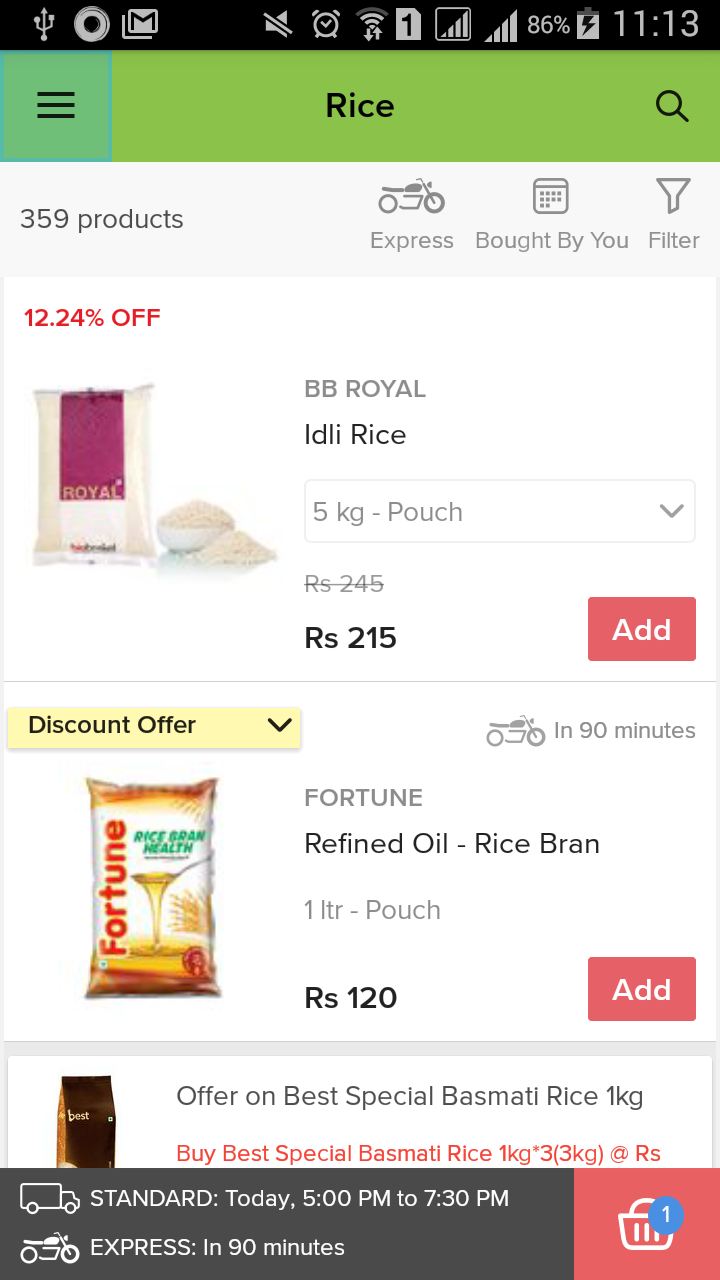 1 86% 11:13
Rice
359 products
Express Bought By You Filter
12.24% OFF
BB ROYAL
Idli Rice
ROYAL
5 kg - Pouch
Rs 245
Rs 215
Add
Discount Offer
In 90 minutes
FORTUNE
Refined Oil - Rice Bran
Fortune
RICE BRAN
HEALTH
1 ltr - Pouch
Rs 120
Add
best
Offer on Best Special Basmati Rice 1kg
Buy Best Special Basmati Rice 1kg*3(3kg) @ Rs
STANDARD: Today, 5:00 PM to 7:30 PM
1
EXPRESS: In 90 minutes